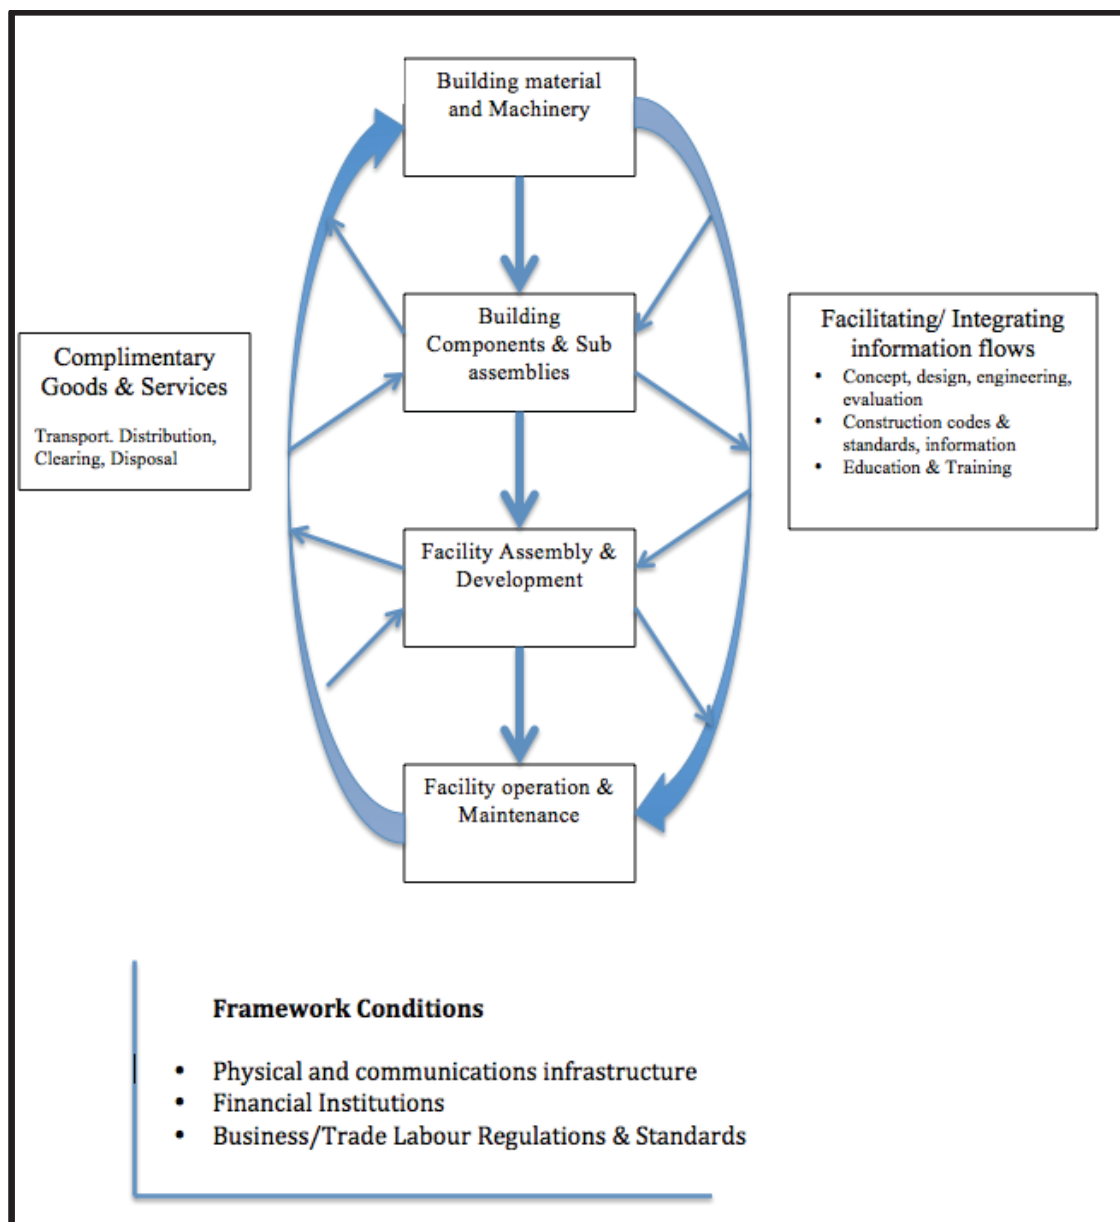 Building material
and Machinery
Building
Components & Sub
assemblies
Complimentary
Goods & Services
Transport. Distribution,
Clearing, Disposal
Facilitating/ Integrating
information flows
• Concept, design, engineering,
evaluation
• Construction codes &
standards, information
• Education & Training
Facility Assembly &
Development
Facility operation &
Maintenance
Framework Conditions
• Physical and communications infrastructure
• Financial Institutions
• Business/Trade Labour Regulations & Standards